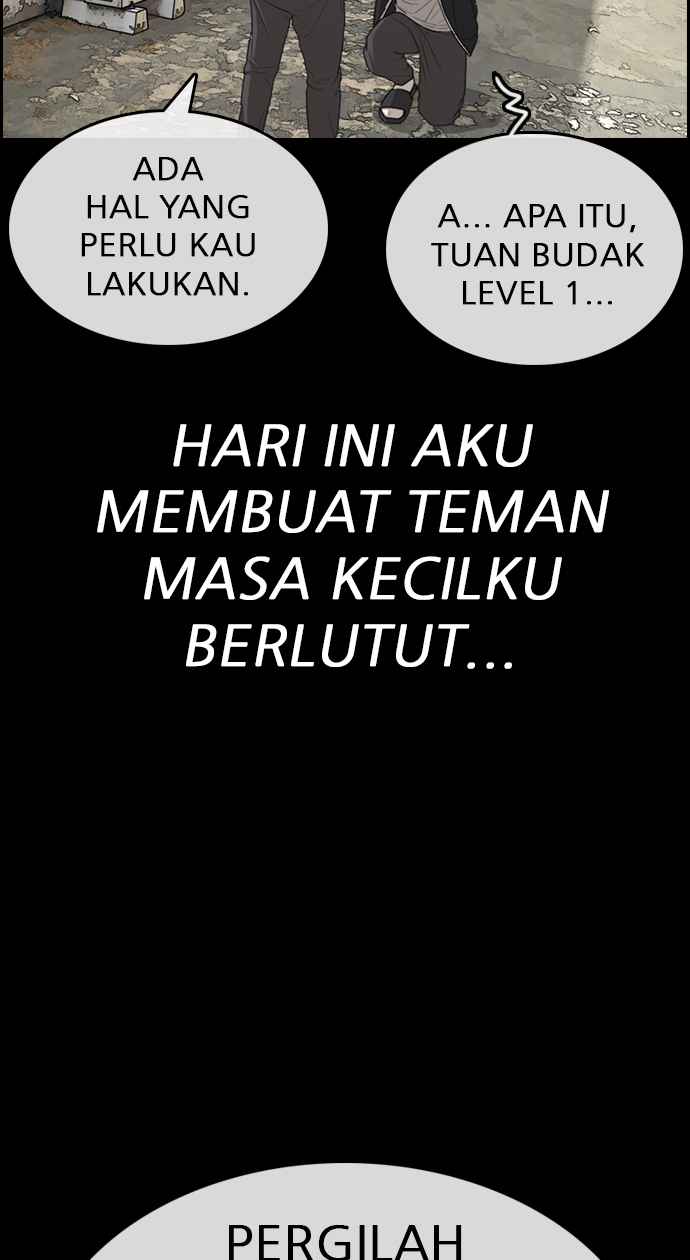 ADA
HAL YANG
PERLU KAU
LAKUKAN.
A... APA ITU,
TUAN BUDAK
LEVEL 1...
HARI INI AKU
MEMBUAT TEMAN
MASA KECILKU
BERLUTUT...
PERGILAH